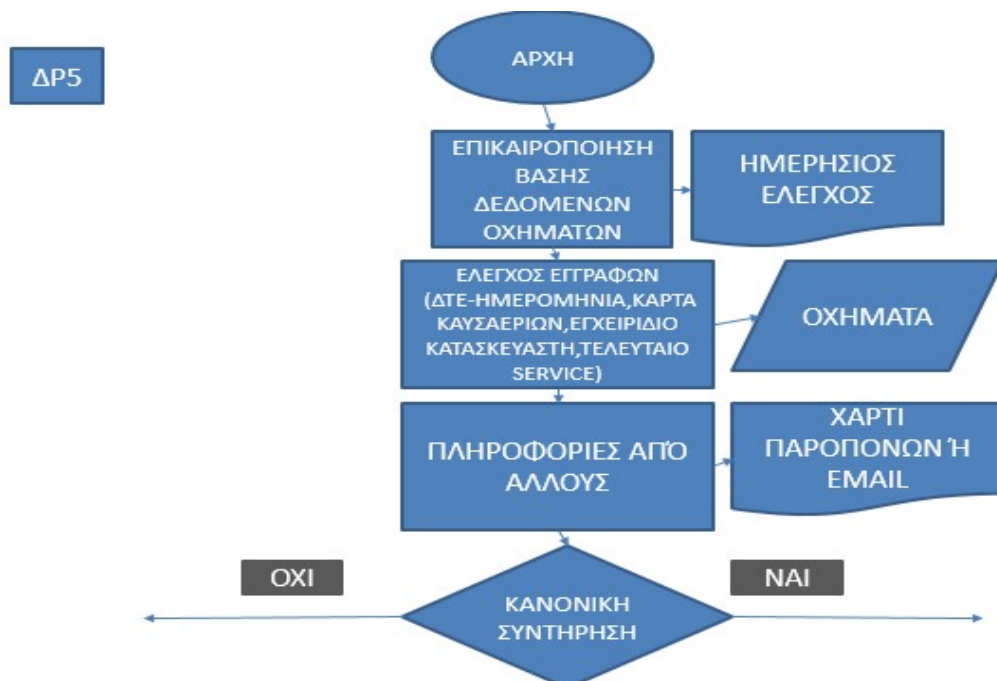 ΔΡ5
ΑΡΧΗ
ΕΠΙΚΑΙΡΟΠΟΙΗΣΗ
ΒΑΣΗΣ
ΔΕΔΟΜΕΝΩΝ
ΟΧΗΜΑΤΩΝ
ΗΜΕΡΗΣΙΟΣ
ΕΛΕΓΧΟΣ
ΕΛΕΓΧΟΣ ΕΓΓΡΑΦΩΝ
(ΔΤΕ-ΗΜΕΡΟΜΗΝΙΑ,ΚΑΡΤΑ
ΚΑΥΣΑΕΡΙΩΝ,ΕΓΧΕΙΡΙΔΙΟ
ΚΑΤΑΣΚΕΥΑΣΤΗ,ΤΕΛΕΥΤΑΙΟ
SERVICE)
ΟΧΗΜΑΤΑ
ΠΛΗΡΟΦΟΡΙΕΣ ΑΠΌ
ΑΛΛΟΥΣ
ΧΑΡΤΙ
ΠΑΡΟΠΟΝΩΝ Ή
EMAIL
ΟΧΙ
ΝΑΙ
ΚΑΝΟΝΙΚΗ
ΣΥΝΤΗΡΗΣΗ